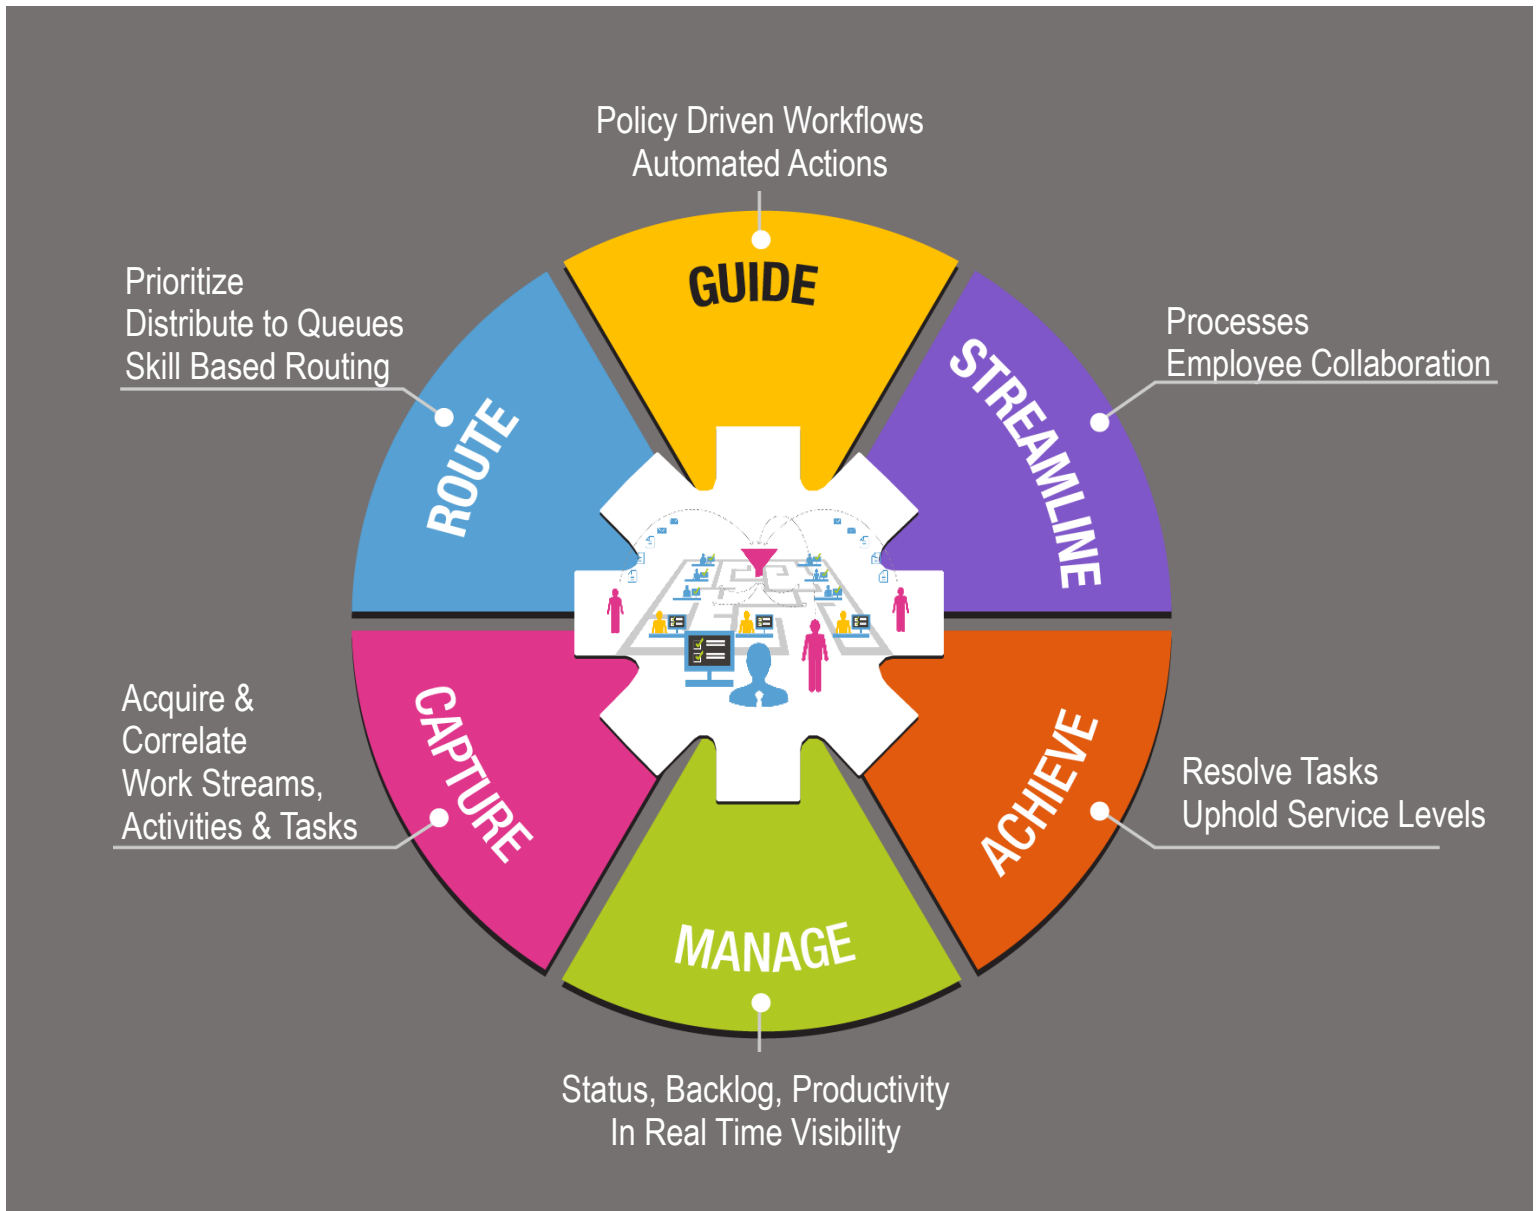 Policy Driven Workflows
Automated Actions
GUIDE
Prioritize
Distribute to Queues
Skill Based Routing
ROUTE
Processes
Employee Collaboration
STREAMLINE
Acquire &
Correlate
Work Streams,
Activities & Tasks
CAPTURE
Resolve Tasks
Uphold Service Levels
ACHIEVE
MANAGE
Status, Backlog, Productivity
In Real Time Visibility